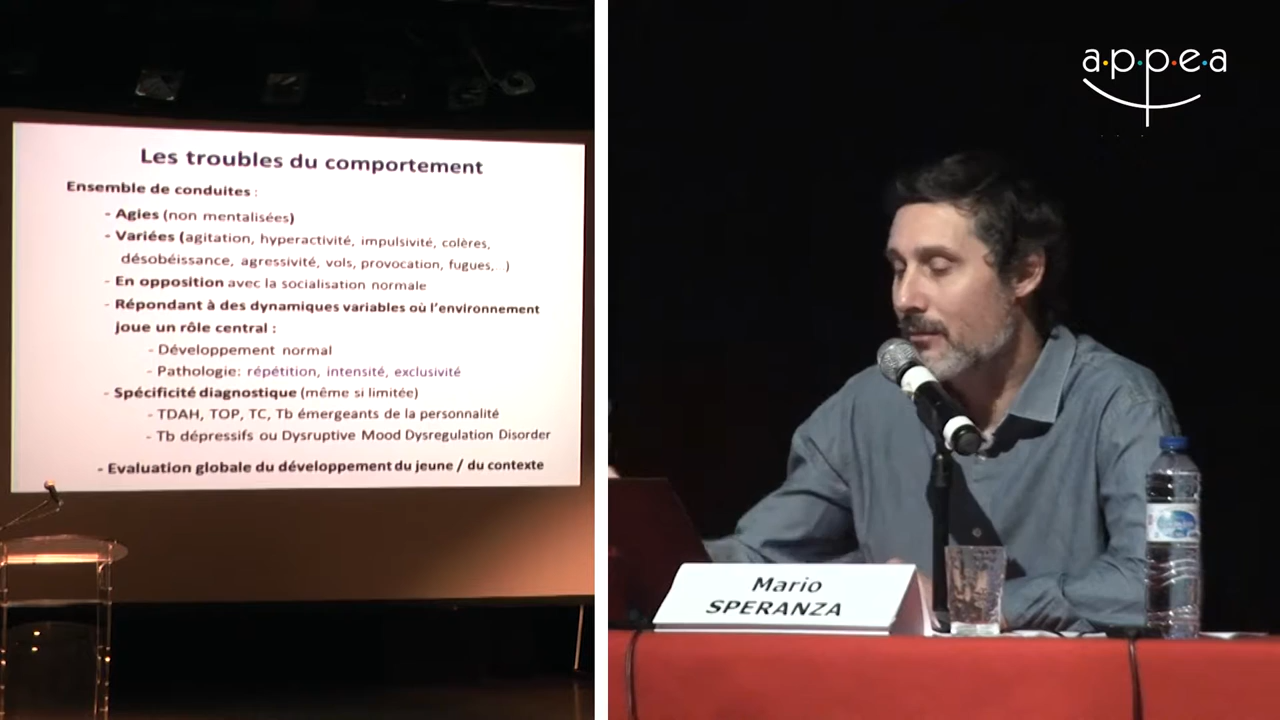 Les troubles du comportement
Ensemble de conduites :
- Agies (non mentalisées)
- Variées (agitation, hyperactivité, impulsivité, colères,
désobéissance, agressivité, vols, provocation, fugues,...)
- En opposition avec la socialisation normale
- Répondant à des dynamiques variables où l'environnement
joue un rôle central :
- Développement normal
- Pathologie: répétition, intensité, exclusivité
- Spécificité diagnostique (même si limitée)
- TDAH, TOP, TC, Tb émergeants de la personnalité
- Tb dépressifs ou Dysruptive Mood Dysregulation Disorder
- Evaluation globale du développement du jeune / du contexte
a·p·p·e·a
Mario
SPERANZA